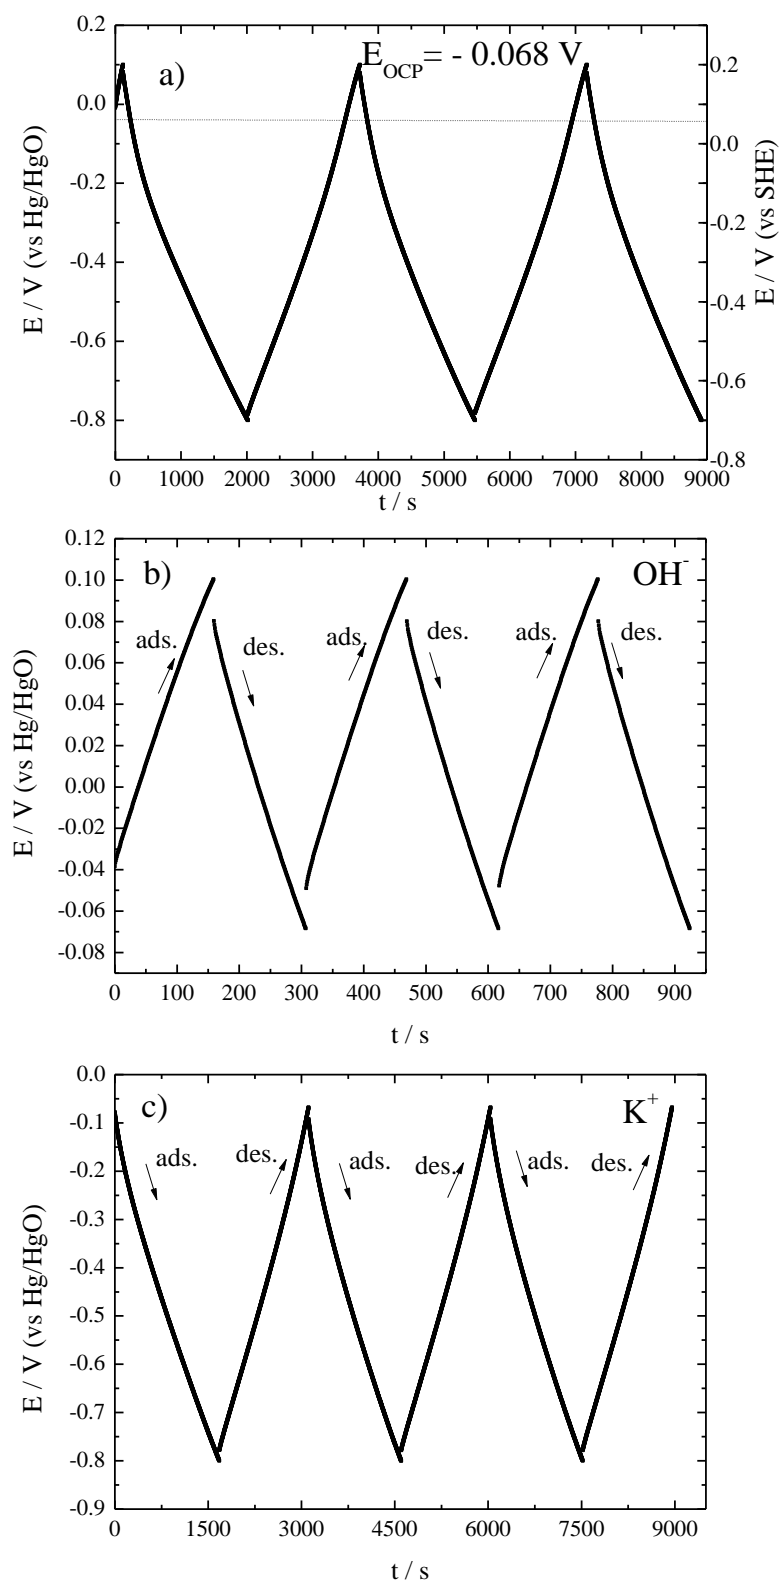 a)
E_OCP = - 0.068 V
E / V (vs Hg/HgO)
0.2
0.0
-0.2
-0.4
-0.6
-0.8
E / V (vs SHE)
0.2
0.0
-0.2
-0.4
-0.6
-0.8
0 1000 2000 3000 4000 5000 6000 7000 8000 9000
t / s
b)
OH⁻
E / V (vs Hg/HgO)
0.12
0.10
0.08
0.06
0.04
0.02
0.00
-0.02
-0.04
-0.06
-0.08
ads. des. ads. des. ads. des.
0 100 200 300 400 500 600 700 800 900
t / s
c)
K⁺
E / V (vs Hg/HgO)
0.0
-0.1
-0.2
-0.3
-0.4
-0.5
-0.6
-0.7
-0.8
-0.9
ads. des. ads. des. ads. des.
0 1500 3000 4500 6000 7500 9000
t / s